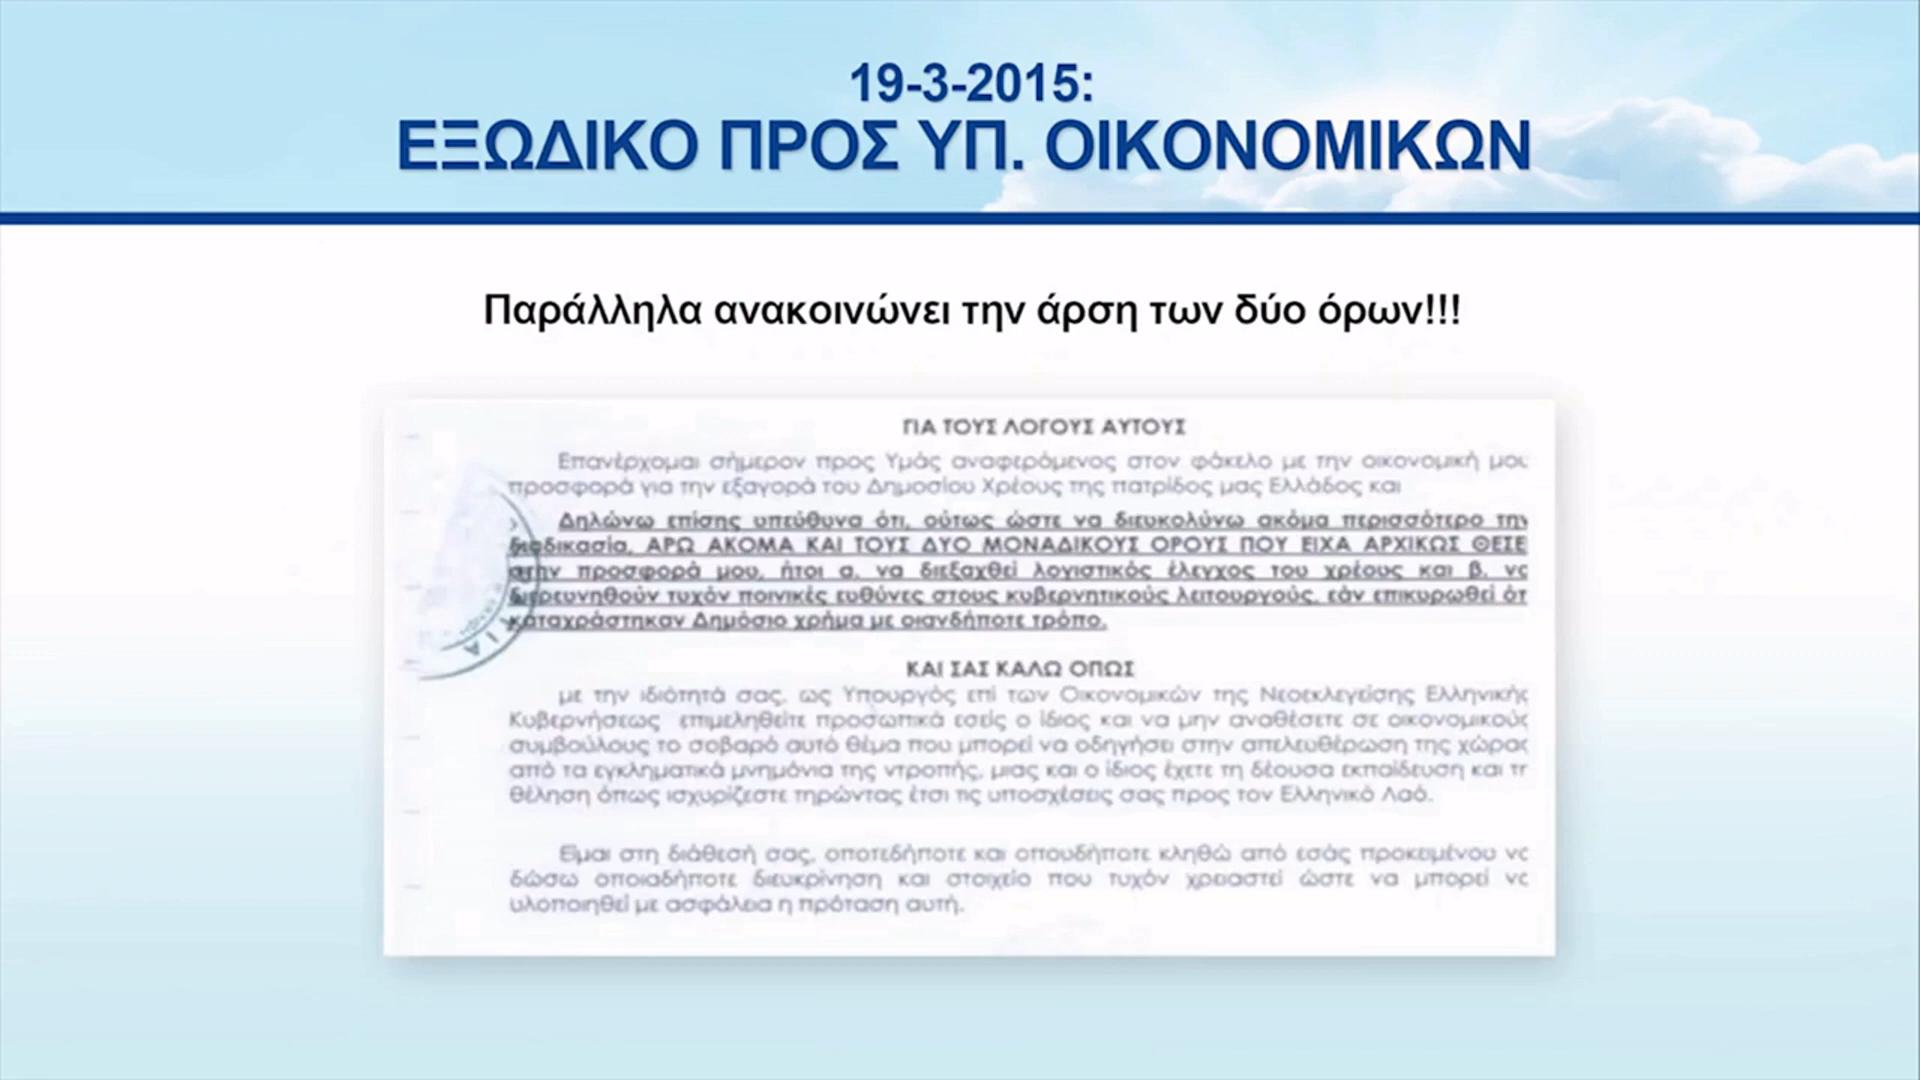 19-3-2015:
ΕΞΩΔΙΚΟ ΠΡΟΣ ΥΠ. ΟΙΚΟΝΟΜΙΚΩΝ
Παράλληλα ανακοινώνει την άρση των δύο όρων!!!
ΓΙΑ ΤΟΥΣ ΛΟΓΟΥΣ ΑΥΤΟΥΣ
Επανέρχομαι σήμερον προς Υμάς αναφερόμενος στον φάκελο με την οικονομική μου
προσφορά για την εξαγορά του Δημοσίου Χρέους της πατρίδος μας Ελλάδος και
Δηλώνω επίσης υπεύθυνα ότι, ούτως ώστε να διευκολύνω ακόμα περισσότερο την
διαδικασία, ΑΡΩ ΑΚΟΜΑ ΚΑΙ ΤΟΥΣ ΔΥΟ ΜΟΝΑΔΙΚΟΥΣ ΟΡΟΥΣ ΠΟΥ ΕΙΧΑ ΑΡΧΙΚΩΣ ΘΕΣΕ
στην προσφορά μου, ήτοι α. να διεξαχθεί λογιστικός έλεγχος του χρέους και β. να
διερευνηθούν τυχόν ποινικές ευθύνες στους κυβερνητικούς λειτουργούς, εάν επικυρωθεί ότ
καταχράστηκαν Δημόσιο χρήμα με οιανδήποτε τρόπο.
ΚΑΙ ΣΑΣ ΚΑΛΩ ΟΠΩΣ
με την ιδιότητά σας, ως Υπουργός επί των Οικονομικών της Νεοεκλεγείσης Ελληνικής
Κυβερνήσεως επιμεληθείτε προσωπικά εσείς ο ίδιος και να μην αναθέσετε σε οικονομικούς
συμβούλους το σοβαρό αυτό θέμα που μπορεί να οδηγήσει στην απελευθέρωση της χώρας
από τα εγκληματικά μνημόνια της ντροπής, μιας και ο ίδιος έχετε τη δέουσα εκπαίδευση και τη
θέληση όπως ισχυρίζεστε τηρώντας έτσι τις υποσχέσεις σας προς τον Ελληνικό Λαό.
Είμαι στη διάθεσή σας, οποτεδήποτε και οπουδήποτε κληθώ από εσάς προκειμένου να
δώσω οποιαδήποτε διευκρίνηση και στοιχείο που τυχόν χρειαστεί ώστε να μπορεί να
υλοποιηθεί με ασφάλεια η πρόταση αυτή.